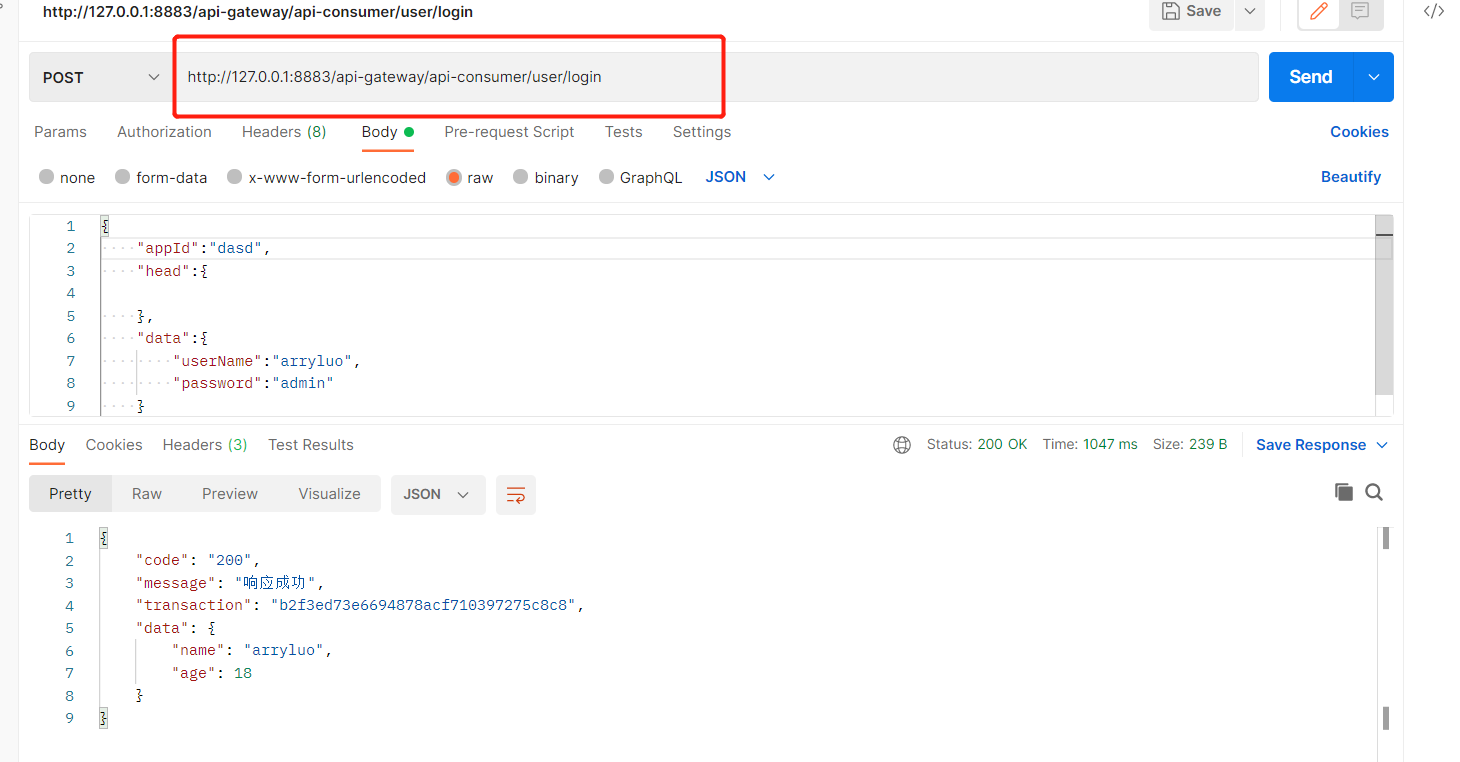 http://127.0.0.1:8883/api-gateway/api-consumer/user/login
Save
POST
http://127.0.0.1:8883/api-gateway/api-consumer/user/login
Send
Params Authorization Headers (8) Body Pre-request Script Tests Settings Cookies
none form-data x-www-form-urlencoded raw binary GraphQL JSON Beautify
1 {
2 "appId":"dasd",
3 "head":{
4
5 },
6 "data":{
7 "userName":"arryluo",
8 "password":"admin"
9 }
Body Cookies Headers (3) Test Results Status: 200 OK Time: 1047 ms Size: 239 B Save Response
Pretty Raw Preview Visualize JSON
1 {
2 "code": "200",
3 "message": "响应成功",
4 "transaction": "b2f3ed73e6694878acf710397275c8c8",
5 "data": {
6 "name": "arryluo",
7 "age": 18
8 }
9 }